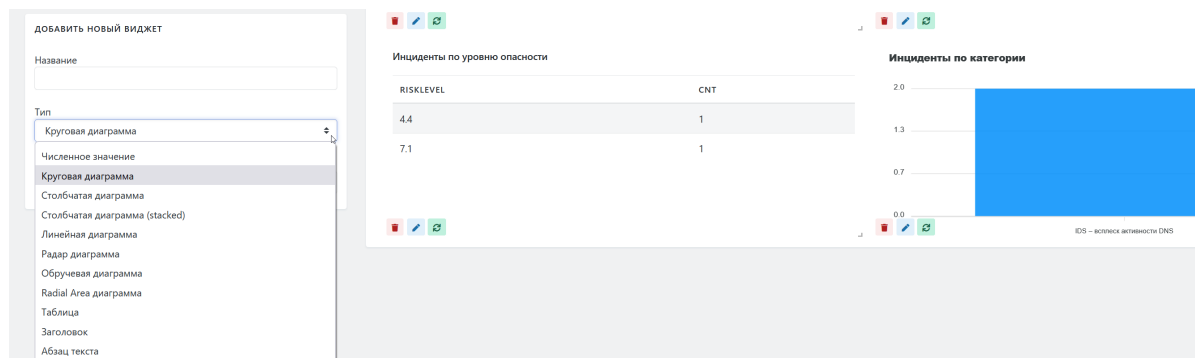 ДОБАВИТЬ НОВЫЙ ВИДЖЕТ
Название
Тип
Круговая диаграмма
Численное значение
Круговая диаграмма
Столбчатая диаграмма
Столбчатая диаграмма (stacked)
Линейная диаграмма
Радар диаграмма
Обручевая диаграмма
Radial Area диаграмма
Таблица
Заголовок
Абзац текста
Инциденты по уровню опасности
RISKLEVEL CNT
4.4 1
7.1 1
Инциденты по категории
2.0
1.3
0.7
0.0
IDS – всплеск активности DNS